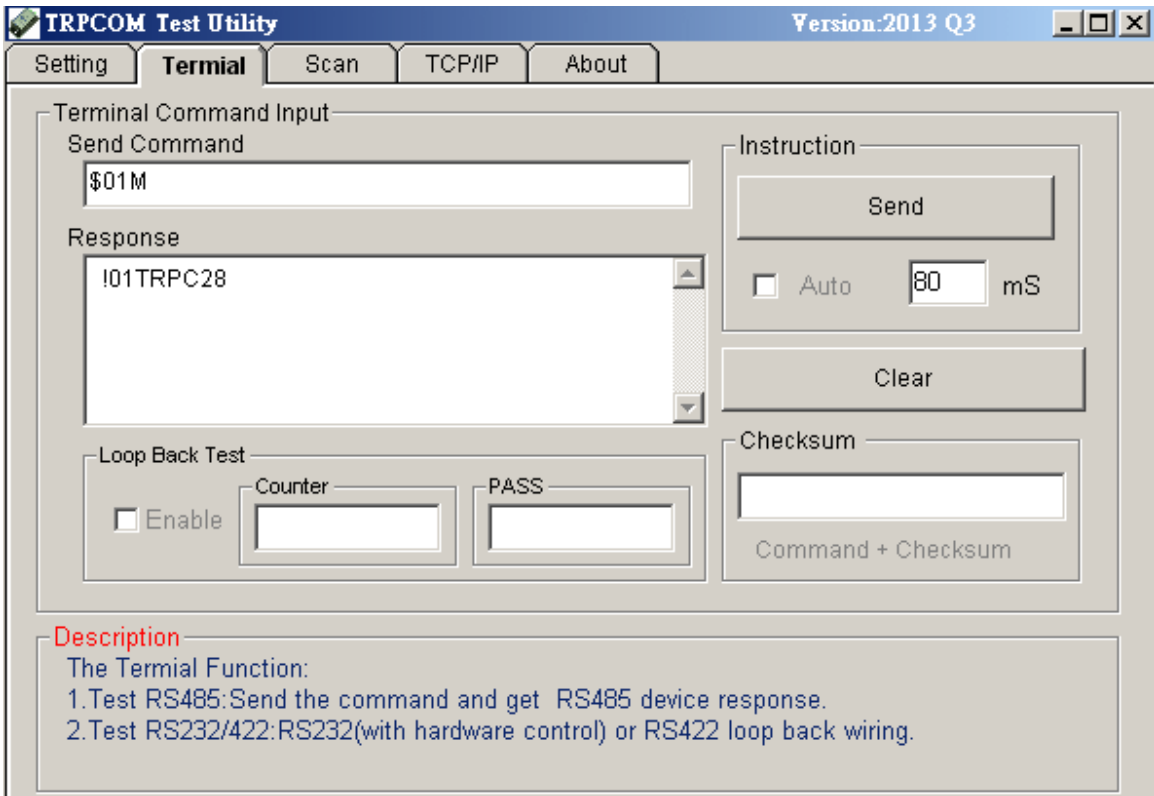 TRPCOM Test Utility Version:2013 Q3
Setting Termial Scan TCP/IP About
Terminal Command Input
Send Command
$01M
Response
!01TRPC28
Instruction
Send
Auto 80 mS
Clear
Loop Back Test
Enable
Counter
PASS
Checksum
Command + Checksum
Description
The Termial Function:
1.Test RS485:Send the command and get RS485 device response.
2.Test RS232/422:RS232(with hardware control) or RS422 loop back wiring.